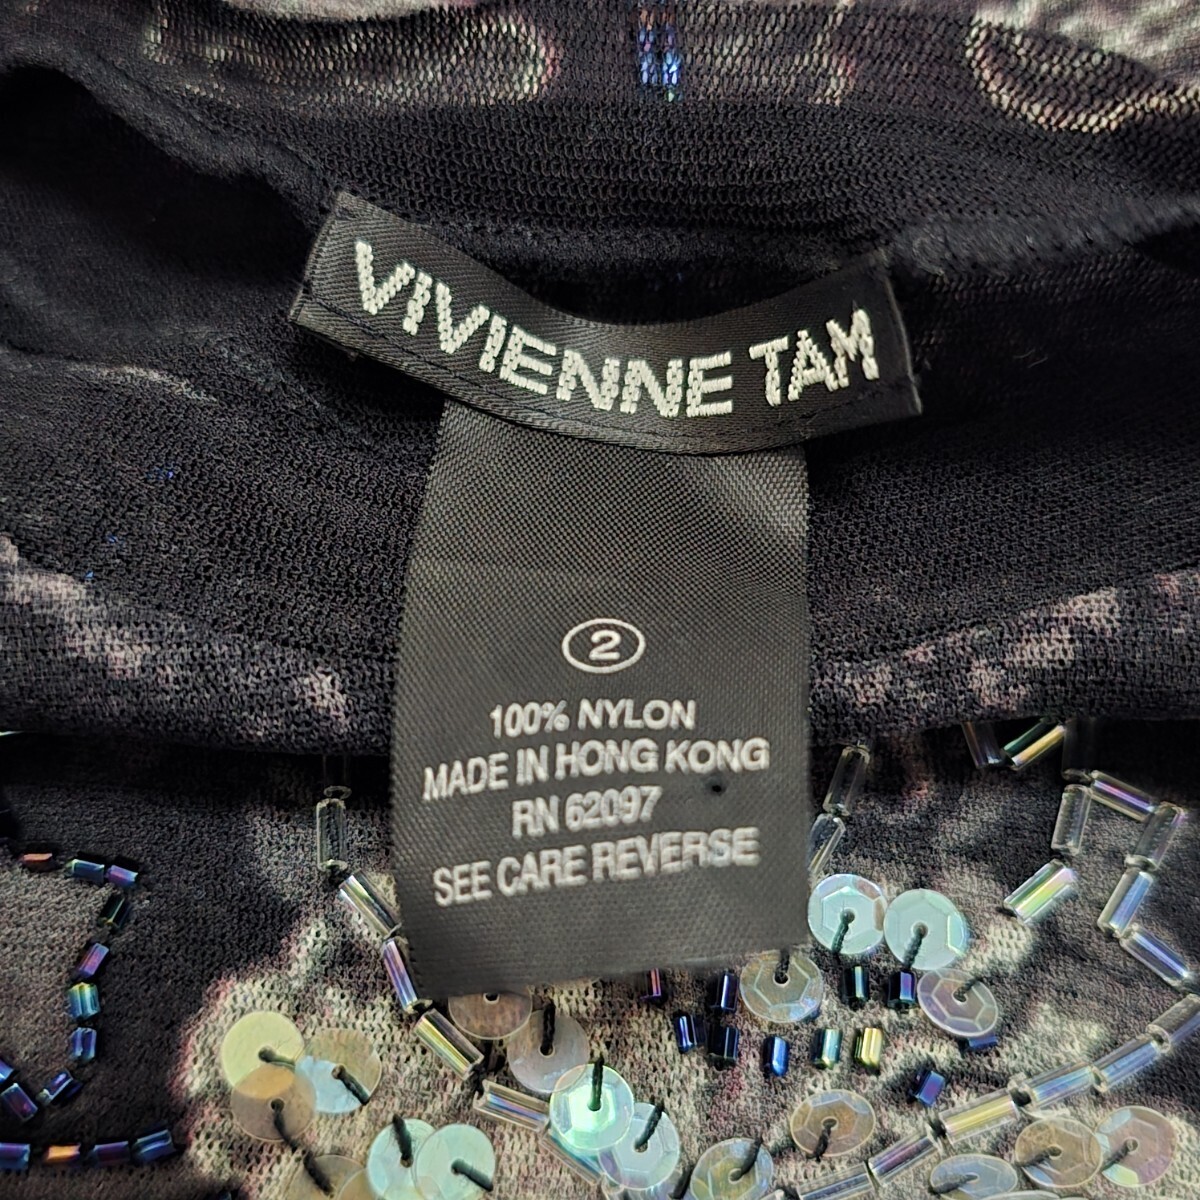 VIVIENNE TAM
2
100% NYLON
MADE IN HONG KONG
RN 62097
SEE CARE REVERSE